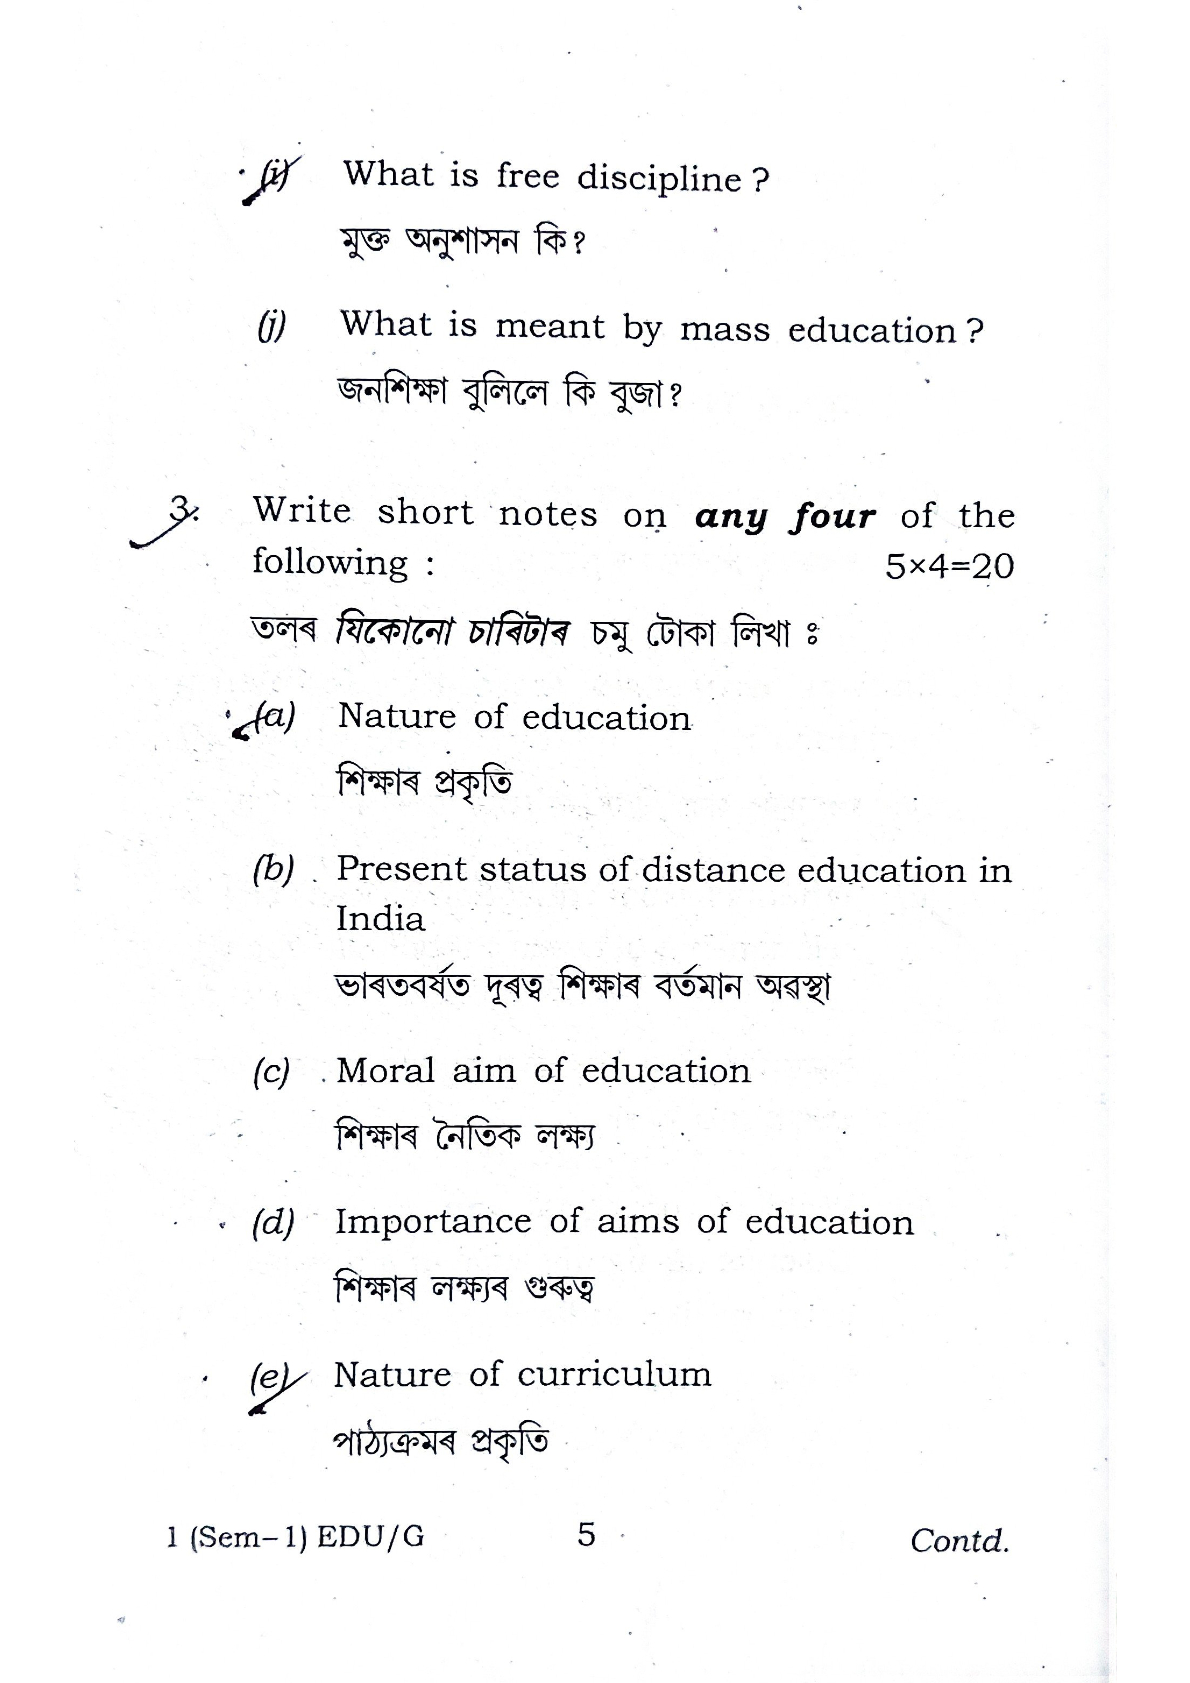 (i) What is free discipline ?
মুক্ত অনুশাসন কি?
(j) What is meant by mass education ?
জনশিক্ষা বুলিলে কি বুজা?
3. Write short notes on any four of the
following : 5×4=20
তলৰ যিকোনো চাৰিটাৰ চমু টোকা লিখা ঃ
(a) Nature of education
শিক্ষাৰ প্ৰকৃতি
(b) Present status of distance education in
India
ভাৰতবৰ্ষত দূৰত্ব শিক্ষাৰ বৰ্তমান অৱস্থা
(c) Moral aim of education
শিক্ষাৰ নৈতিক লক্ষ্য
(d) Importance of aims of education
শিক্ষাৰ লক্ষ্যৰ গুৰুত্ব
(e) Nature of curriculum
পাঠ্যক্ৰমৰ প্ৰকৃতি
1 (Sem–1) EDU/G 5 Contd.